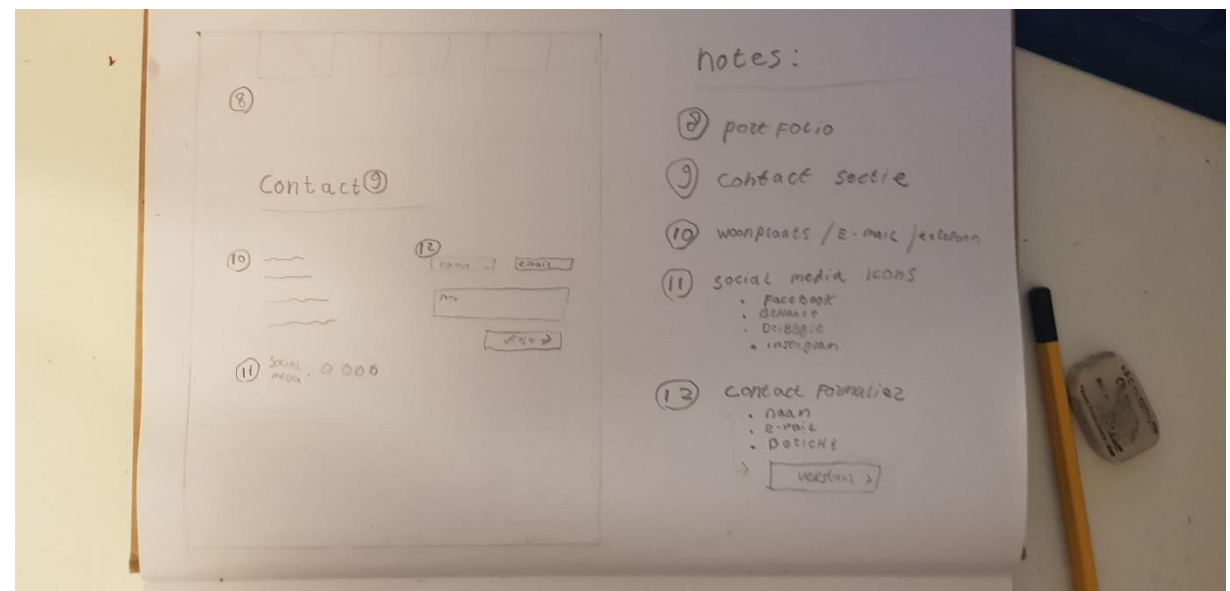 8
Contact 9
10
12
naam
email
11 social
media
notes:
8 portfolio
9 contact sectie
10 woonplaats / E-mail / telefoon
11 social media icons
• Facebook
• Behance
• Dribbble
• instagram
12 contact Formulier
• naam
• e-mail
• Bericht
verstuur >